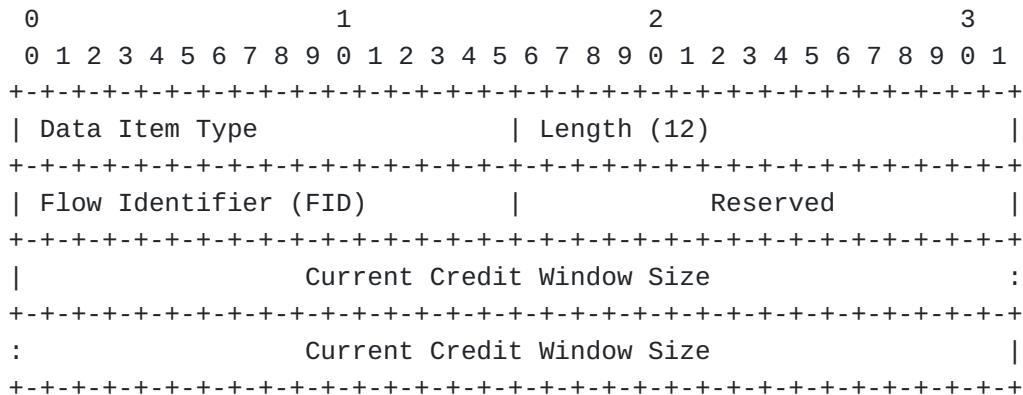 0                   1                   2                   3
 0 1 2 3 4 5 6 7 8 9 0 1 2 3 4 5 6 7 8 9 0 1 2 3 4 5 6 7 8 9 0 1
+-+-+-+-+-+-+-+-+-+-+-+-+-+-+-+-+-+-+-+-+-+-+-+-+-+-+-+-+-+-+-+-+
| Data Item Type                | Length (12)                   |
+-+-+-+-+-+-+-+-+-+-+-+-+-+-+-+-+-+-+-+-+-+-+-+-+-+-+-+-+-+-+-+-+
| Flow Identifier (FID)         |            Reserved           |
+-+-+-+-+-+-+-+-+-+-+-+-+-+-+-+-+-+-+-+-+-+-+-+-+-+-+-+-+-+-+-+-+
|                  Current Credit Window Size                   :
+-+-+-+-+-+-+-+-+-+-+-+-+-+-+-+-+-+-+-+-+-+-+-+-+-+-+-+-+-+-+-+-+
:                  Current Credit Window Size                   |
+-+-+-+-+-+-+-+-+-+-+-+-+-+-+-+-+-+-+-+-+-+-+-+-+-+-+-+-+-+-+-+-+